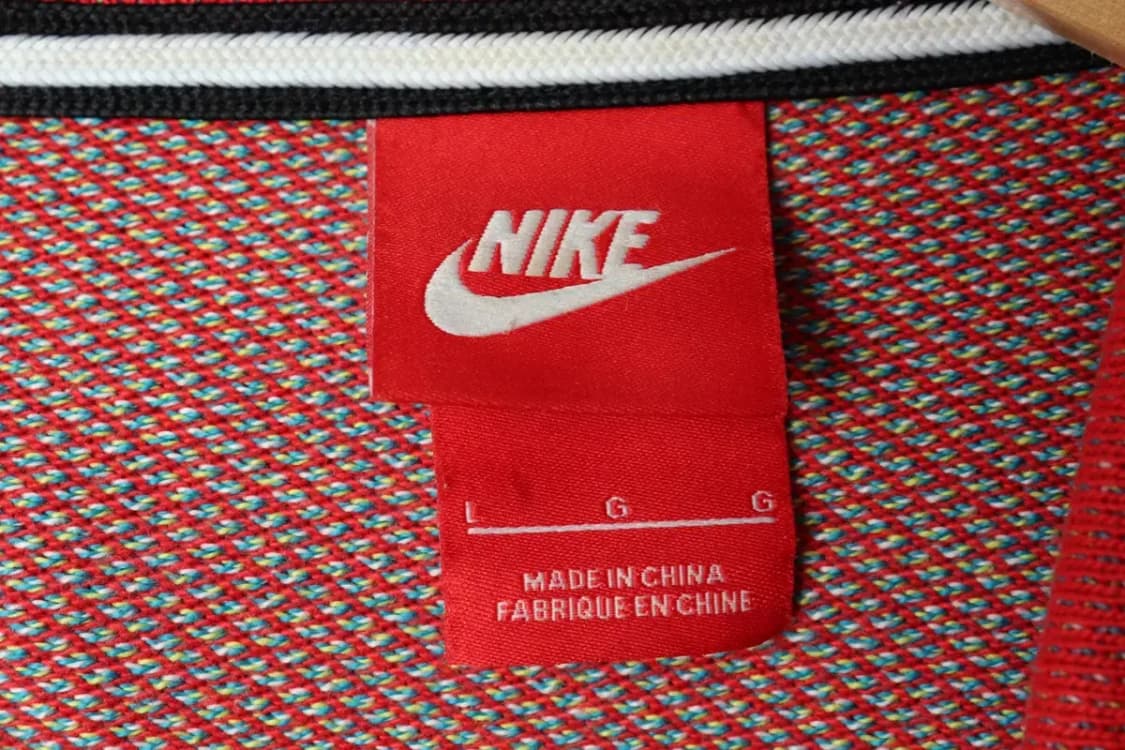 NIKE
L G G
MADE IN CHINA
FABRIQUE EN CHINE